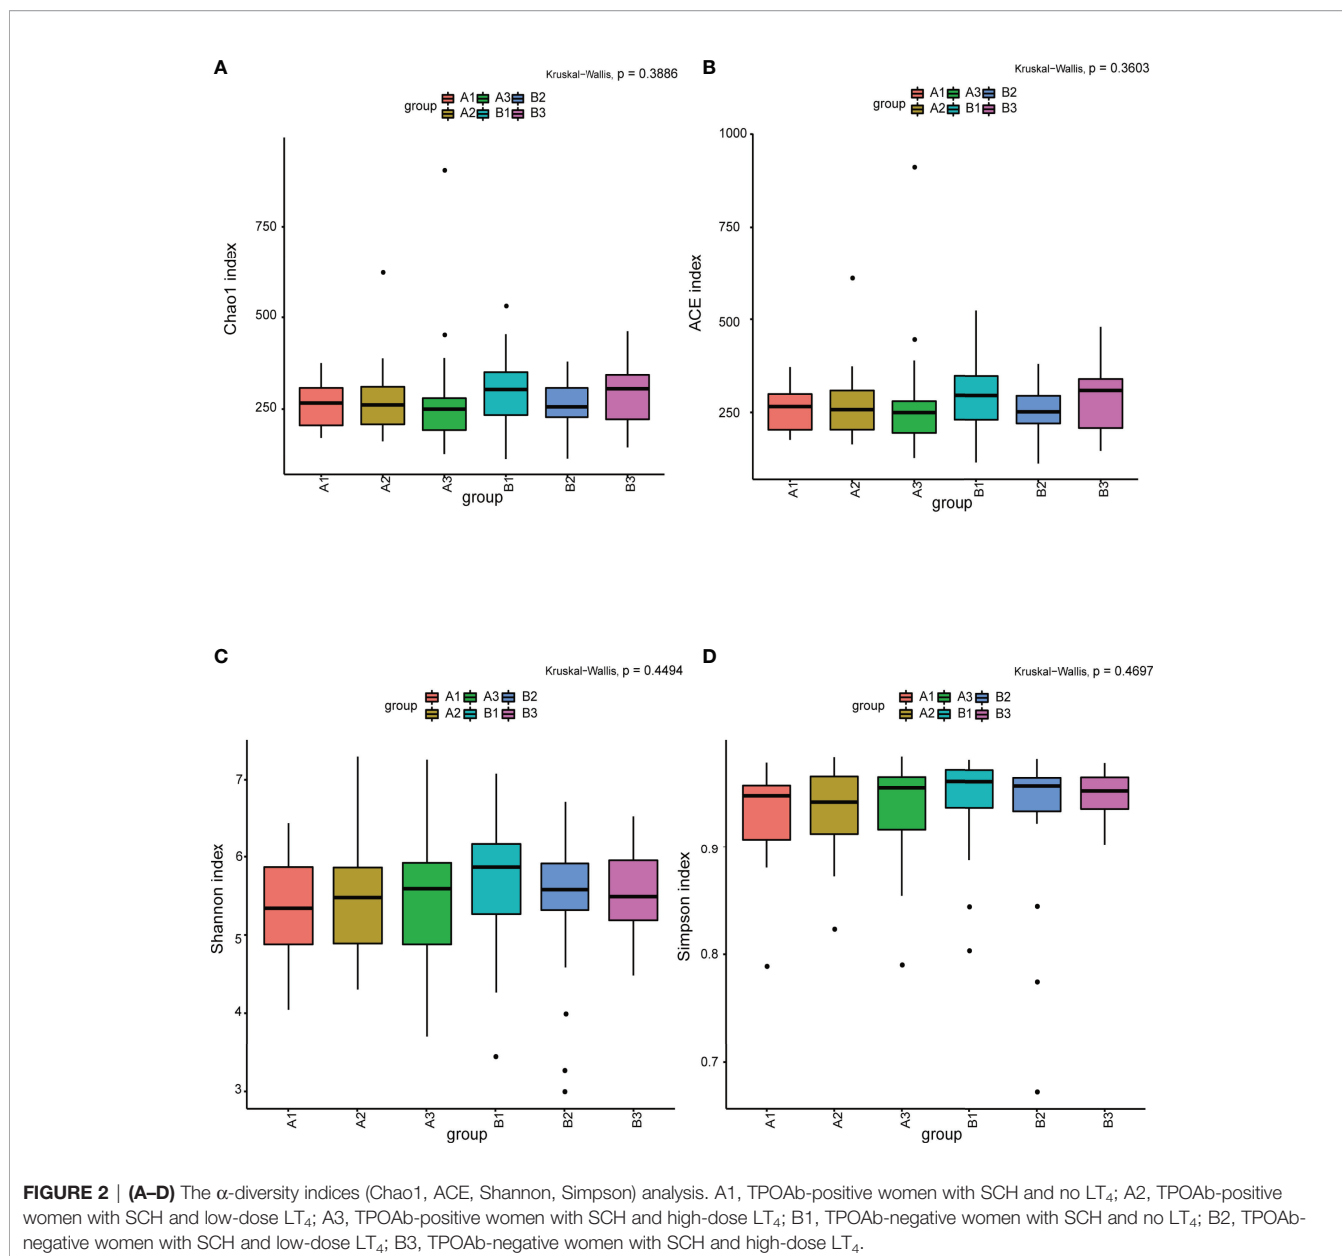 A
Kruskal-Wallis, p = 0.3886
group A1 A3 B2
A2 B1 B3
Chao1 index
750
500
250
A1 A2 A3 B1 B2 B3
group
B
Kruskal-Wallis, p = 0.3603
group A1 A3 B2
A2 B1 B3
ACE index
1000
750
500
250
A1 A2 A3 B1 B2 B3
group
C
Kruskal-Wallis, p = 0.4494
group A1 A3 B2
A2 B1 B3
Shannon index
7
6
5
4
3
A1 A2 A3 B1 B2 B3
group
D
Kruskal-Wallis, p = 0.4697
group A1 A3 B2
A2 B1 B3
Simpson index
0.9
0.8
0.7
A1 A2 A3 B1 B2 B3
group
FIGURE 2 | (A–D) The α-diversity indices (Chao1, ACE, Shannon, Simpson) analysis. A1, TPOAb-positive women with SCH and no LT₄; A2, TPOAb-positive
women with SCH and low-dose LT₄; A3, TPOAb-positive women with SCH and high-dose LT₄; B1, TPOAb-negative women with SCH and no LT₄; B2, TPOAb-
negative women with SCH and low-dose LT₄; B3, TPOAb-negative women with SCH and high-dose LT₄.